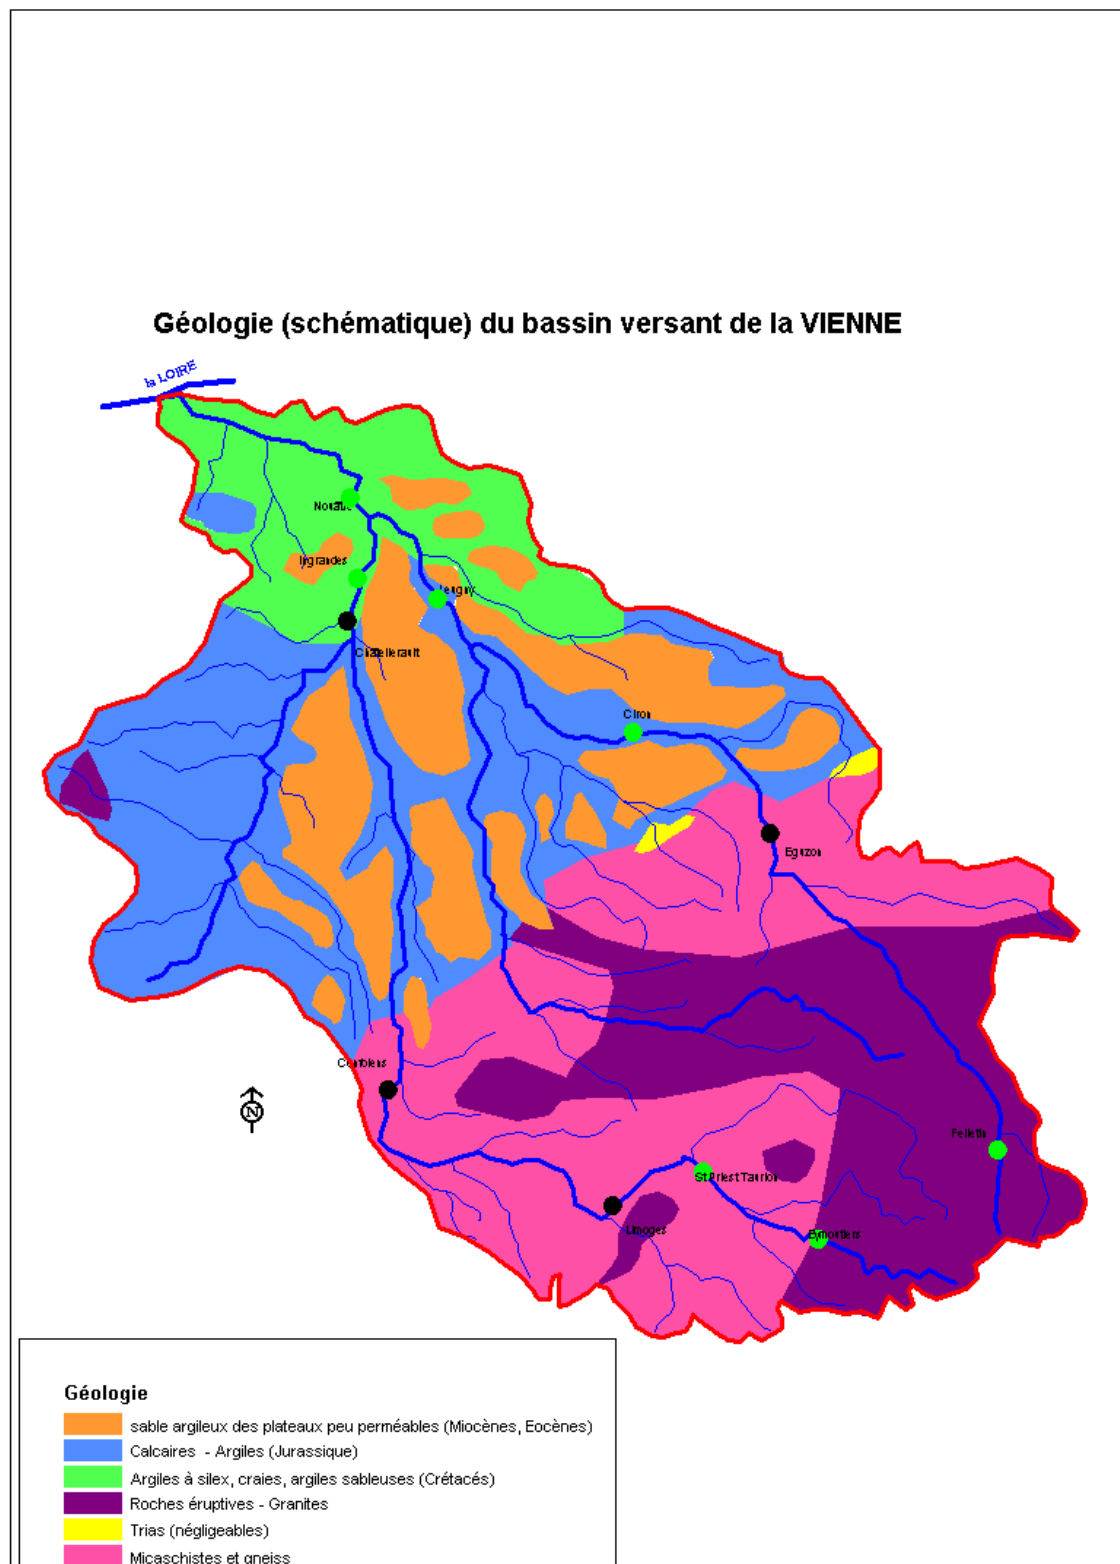 Géologie (schématique) du bassin versant de la VIENNE
la LOIRE
Ingrandes
Leugny
Châtellerault
Ciron
Eguzon
Confolens
Felletin
St Priest Taurion
Limoges
Eymoutiers
N
Géologie
sable argileux des plateaux peu perméables (Miocènes, Eocènes)
Calcaires - Argiles (Jurassique)
Argiles à silex, craies, argiles sableuses (Crétacés)
Roches éruptives - Granites
Trias (négligeables)
Micaschistes et gneiss